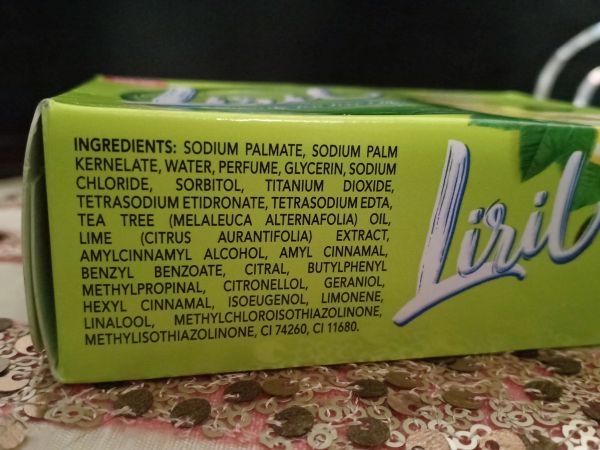 INGREDIENTS: SODIUM PALMATE, SODIUM PALM
KERNELATE, WATER, PERFUME, GLYCERIN, SODIUM
CHLORIDE, SORBITOL, TITANIUM DIOXIDE,
TETRASODIUM ETIDRONATE, TETRASODIUM EDTA,
TEA TREE (MELALEUCA ALTERNAFOLIA) OIL,
LIME (CITRUS AURANTIFOLIA) EXTRACT,
AMYLCINNAMYL ALCOHOL, AMYL CINNAMAL,
BENZYL BENZOATE, CITRAL, BUTYLPHENYL
METHYLPROPINAL, CITRONELLOL, GERANIOL,
HEXYL CINNAMAL, ISOEUGENOL, LIMONENE,
LINALOOL, METHYLCHLOROISOTHIAZOLINONE,
METHYLISOTHIAZOLINONE, CI 74260, CI 11680.
Liril